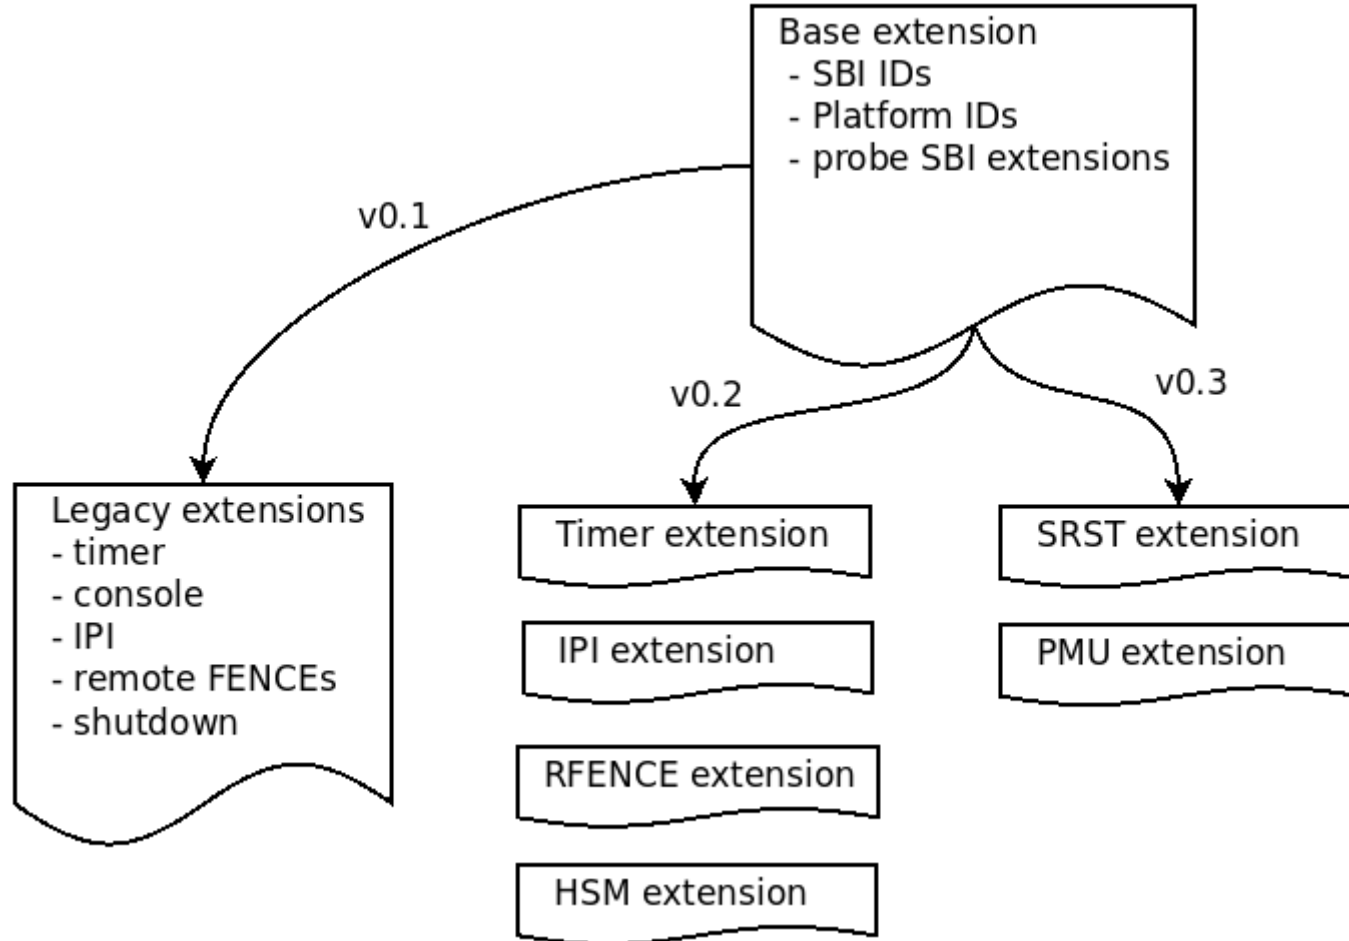 Base extension
- SBI IDs
- Platform IDs
- probe SBI extensions
v0.1
v0.2
v0.3
Legacy extensions
- timer
- console
- IPI
- remote FENCEs
- shutdown
Timer extension
IPI extension
RFENCE extension
HSM extension
SRST extension
PMU extension